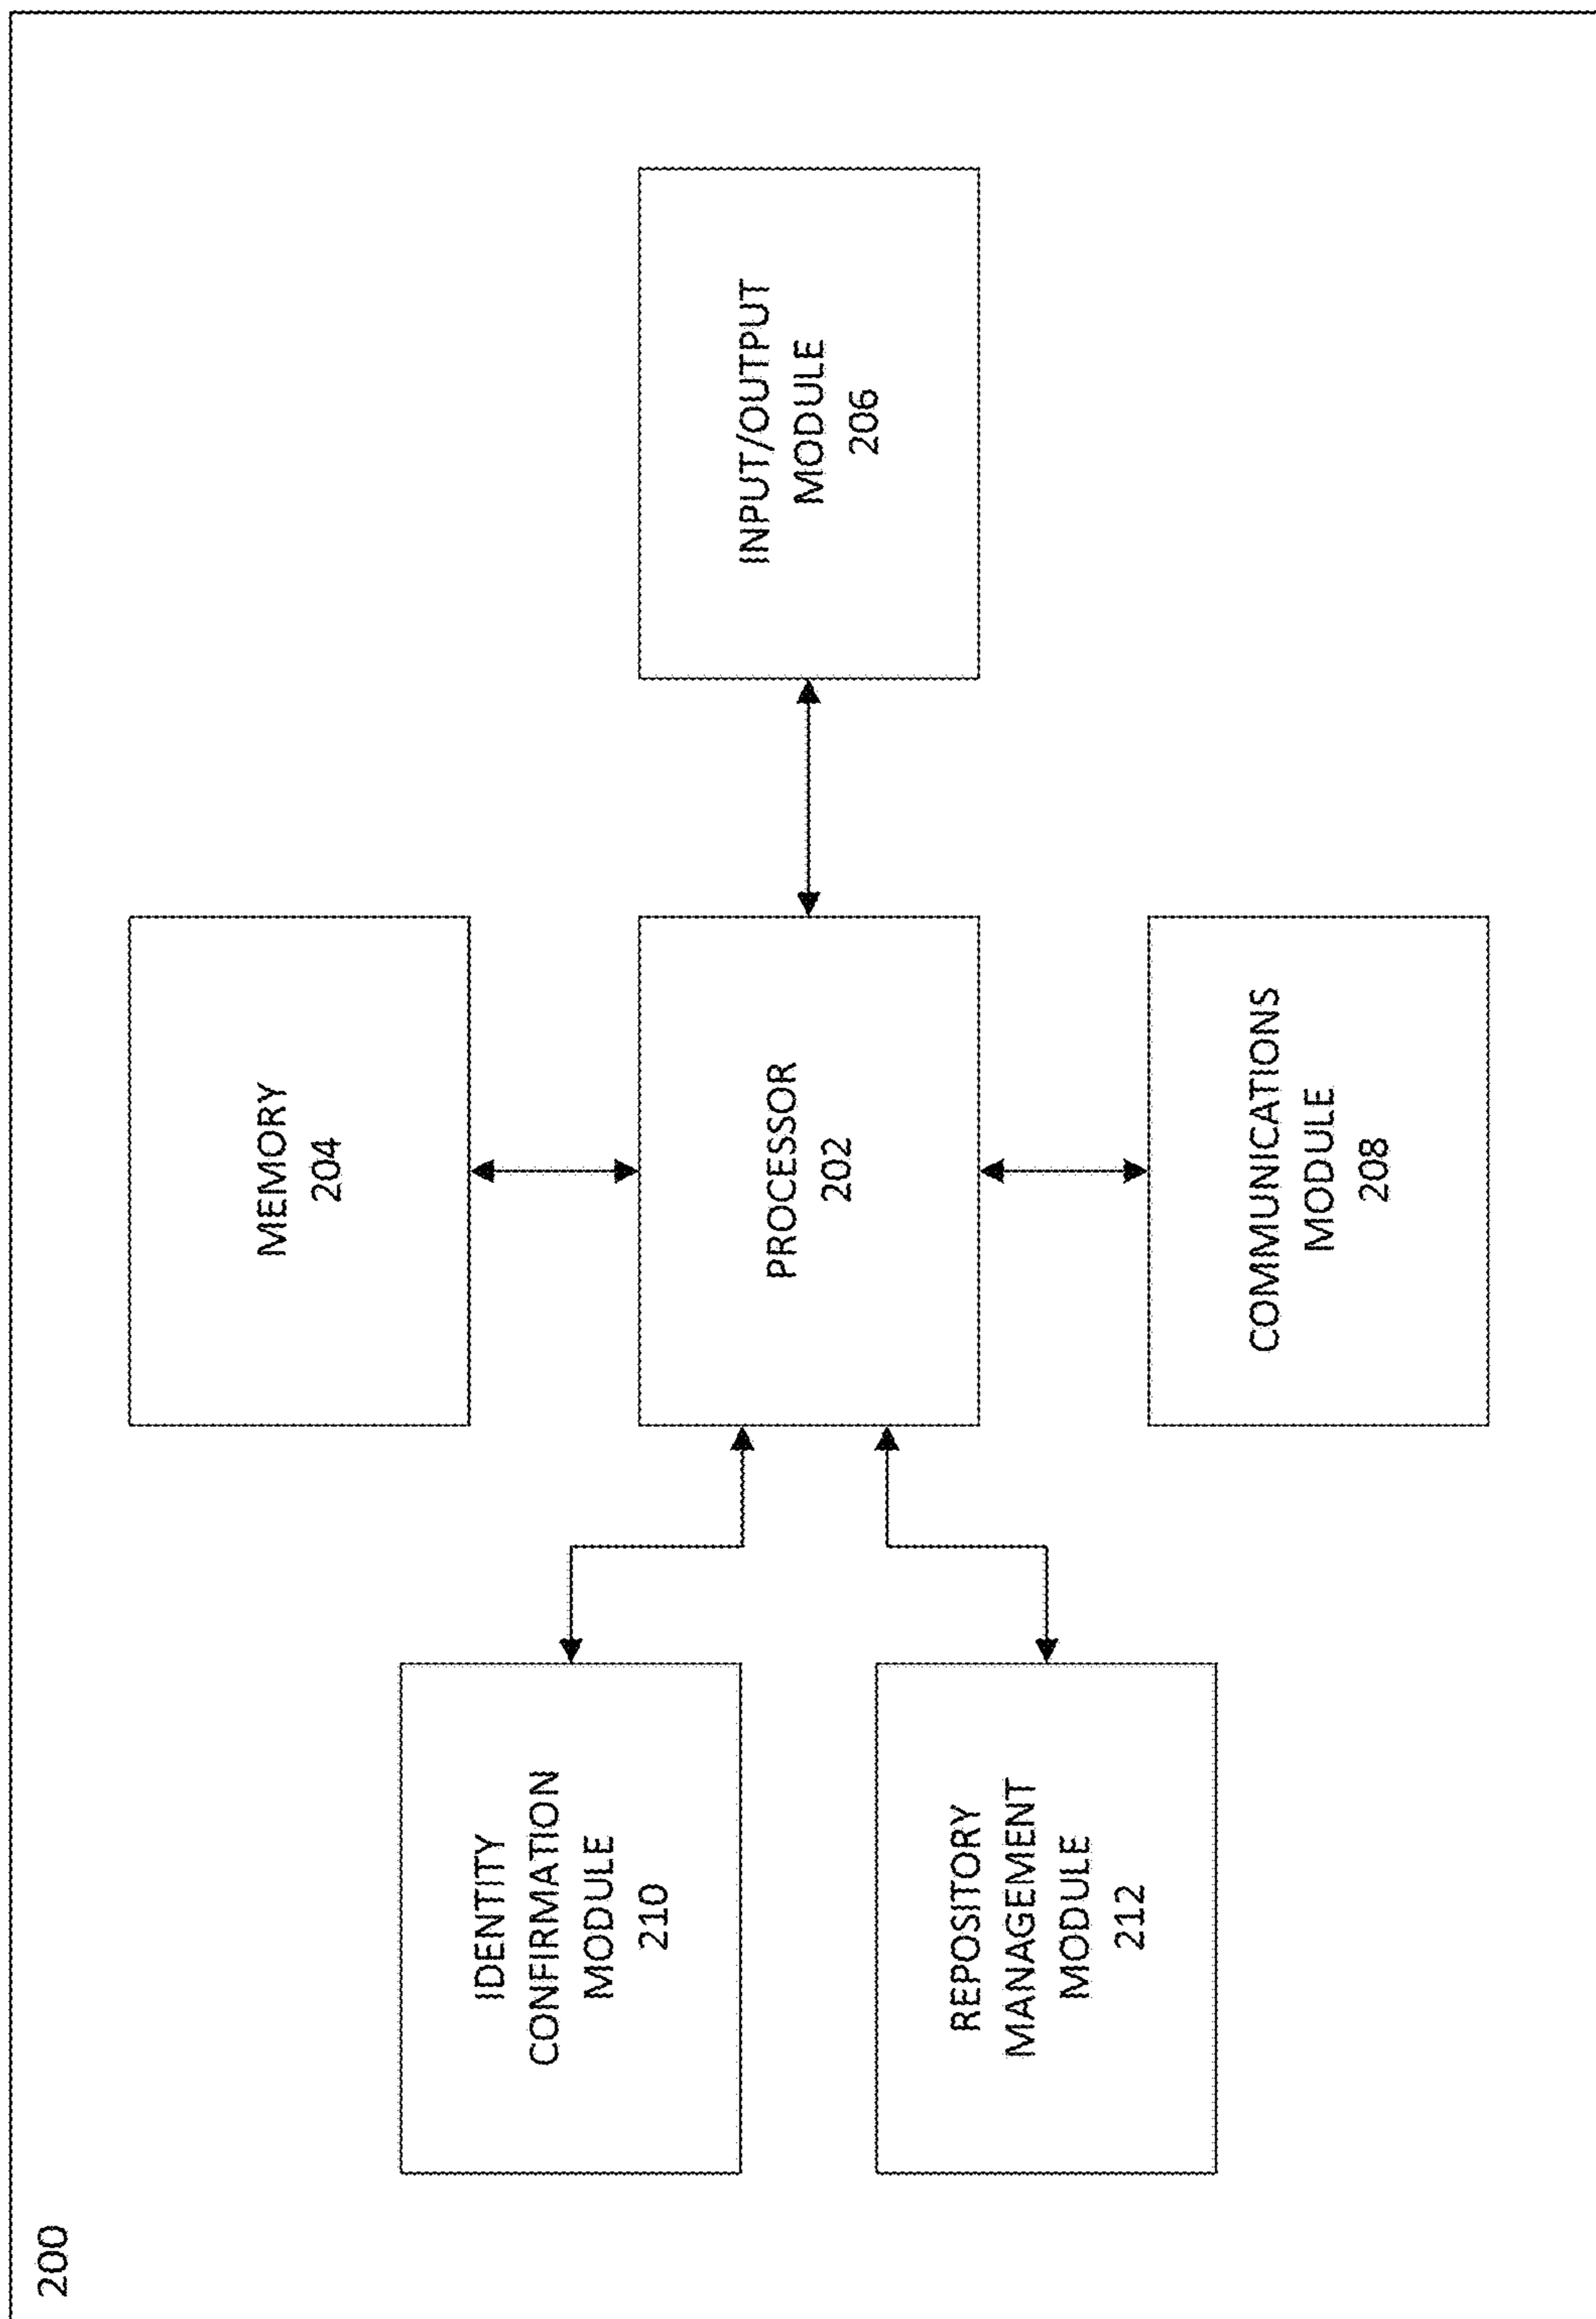 200
MEMORY
204
IDENTITY
CONFIRMATION
MODULE
210
PROCESSOR
202
INPUT/OUTPUT
MODULE
206
REPOSITORY
MANAGEMENT
MODULE
212
COMMUNICATIONS
MODULE
208